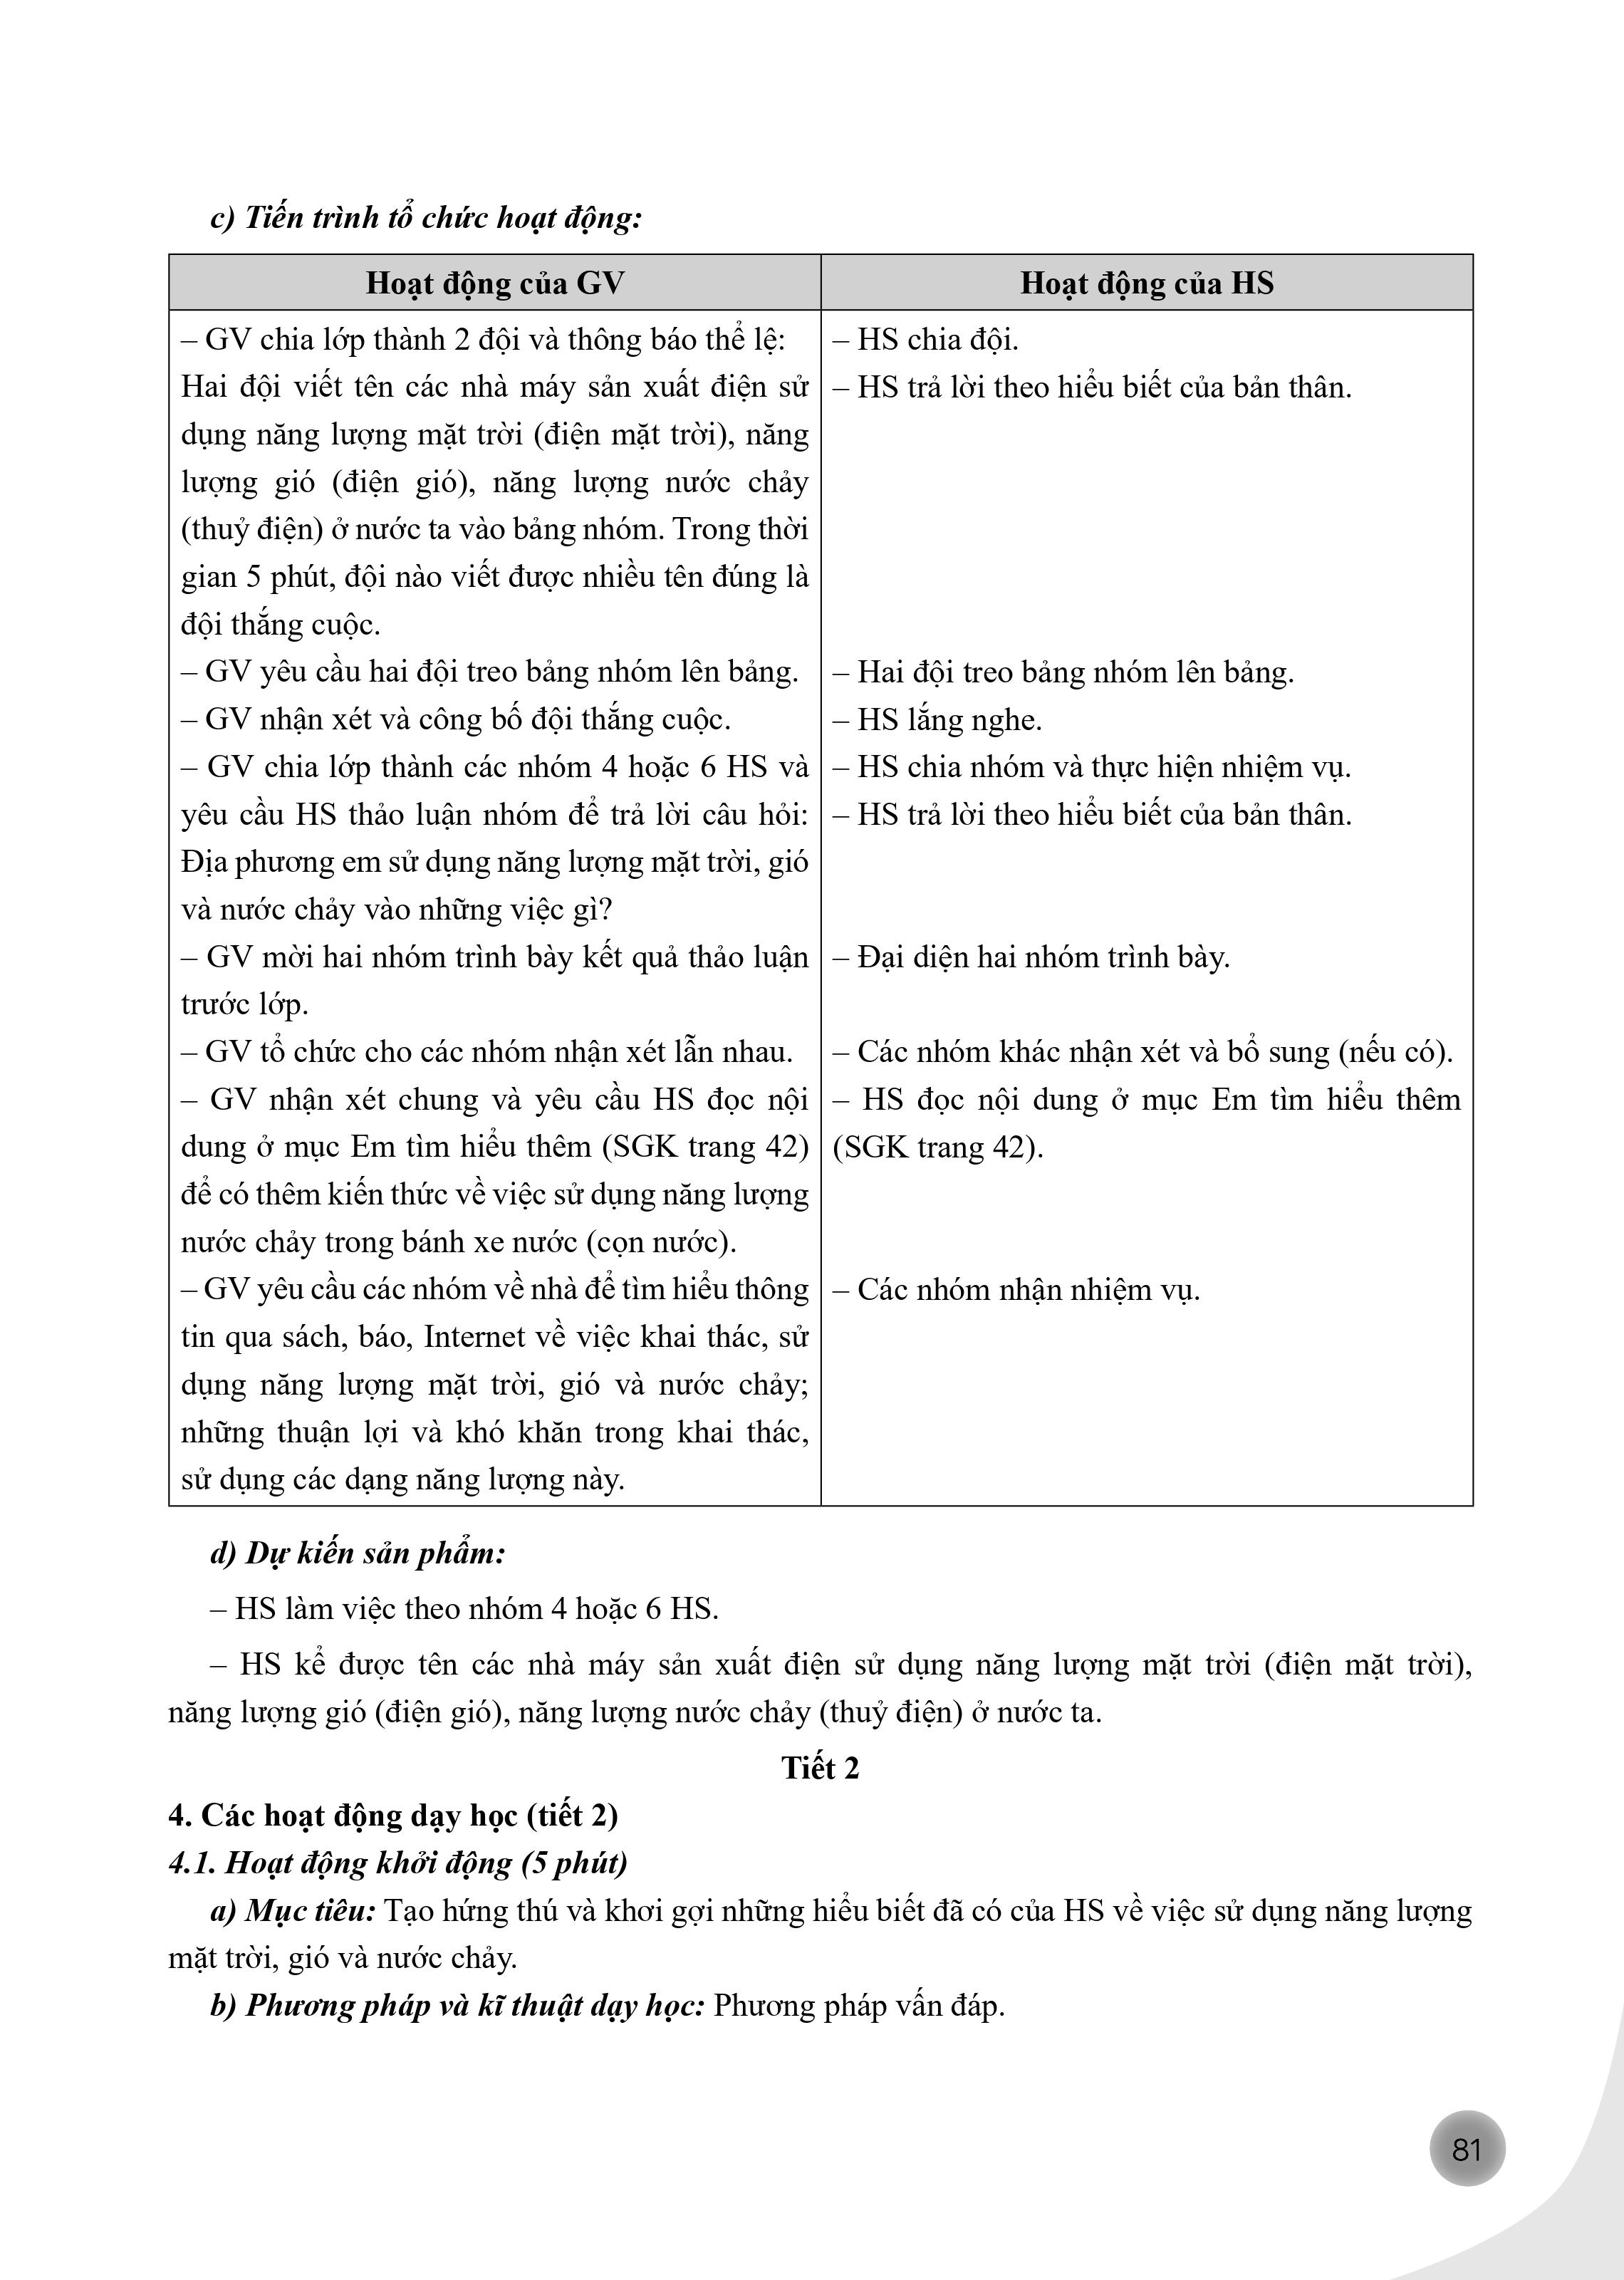 c) Tiến trình tổ chức hoạt động:
Hoạt động của GV
– GV chia lớp thành 2 đội và thông báo thể lệ:
Hai đội viết tên các nhà máy sản xuất điện sử
dụng năng lượng mặt trời (điện mặt trời), năng
lượng gió (điện gió), năng lượng nước chảy
(thuỷ điện) ở nước ta vào bảng nhóm. Trong thời
gian 5 phút, đội nào viết được nhiều tên đúng là
đội thắng cuộc.
– GV yêu cầu hai đội treo bảng nhóm lên bảng.
– GV nhận xét và công bố đội thắng cuộc.
– GV chia lớp thành các nhóm 4 hoặc 6 HS và
yêu cầu HS thảo luận nhóm để trả lời câu hỏi:
Địa phương em sử dụng năng lượng mặt trời, gió
và nước chảy vào những việc gì?
– GV mời hai nhóm trình bày kết quả thảo luận
trước lớp.
– GV tổ chức cho các nhóm nhận xét lẫn nhau.
– GV nhận xét chung và yêu cầu HS đọc nội
dung ở mục Em tìm hiểu thêm (SGK trang 42)
để có thêm kiến thức về việc sử dụng năng lượng
nước chảy trong bánh xe nước (cọn nước).
– GV yêu cầu các nhóm về nhà để tìm hiểu thông
tin qua sách, báo, Internet về việc khai thác, sử
dụng năng lượng mặt trời, gió và nước chảy;
những thuận lợi và khó khăn trong khai thác,
sử dụng các dạng năng lượng này.
Hoạt động của HS
– HS chia đội.
– HS trả lời theo hiểu biết của bản thân.
– Hai đội treo bảng nhóm lên bảng.
– HS lắng nghe.
– HS chia nhóm và thực hiện nhiệm vụ.
– HS trả lời theo hiểu biết của bản thân.
– Đại diện hai nhóm trình bày.
– Các nhóm khác nhận xét và bổ sung (nếu có).
– HS đọc nội dung ở mục Em tìm hiểu thêm
(SGK trang 42).
– Các nhóm nhận nhiệm vụ.
d) Dự kiến sản phẩm:
– HS làm việc theo nhóm 4 hoặc 6 HS.
– HS kể được tên các nhà máy sản xuất điện sử dụng năng lượng mặt trời (điện mặt trời),
năng lượng gió (điện gió), năng lượng nước chảy (thuỷ điện) ở nước ta.
Tiết 2
4. Các hoạt động dạy học (tiết 2)
4.1. Hoạt động khởi động (5 phút)
a) Mục tiêu: Tạo hứng thú và khơi gợi những hiểu biết đã có của HS về việc sử dụng năng lượng
mặt trời, gió và nước chảy.
b) Phương pháp và kĩ thuật dạy học: Phương pháp vấn đáp.
81